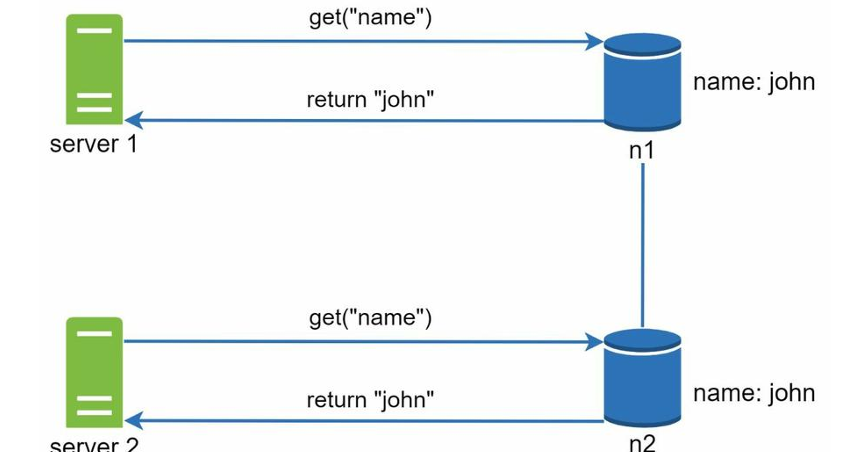 get("name")
name: john
return "john"
server 1
n1
get("name")
name: john
return "john"
server 2
n2